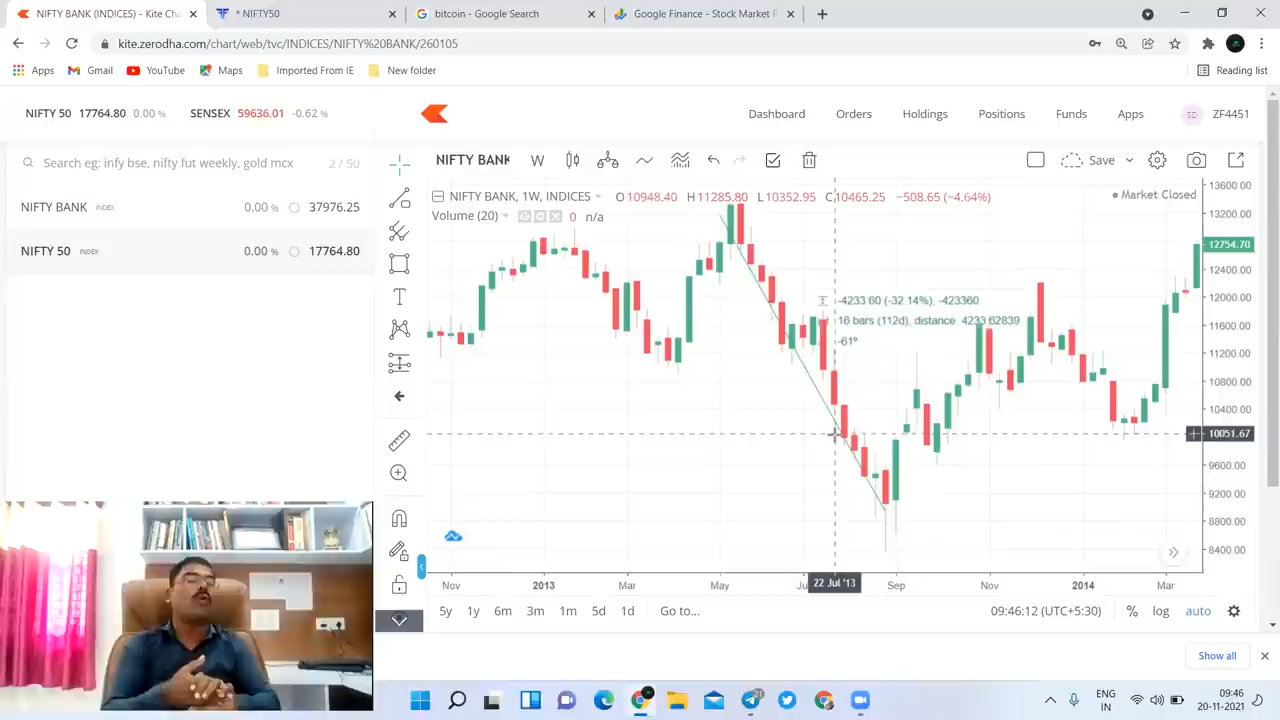 NIFTY BANK (INDICES) - Kite Cha
* NIFTY50
bitcoin - Google Search
Google Finance - Stock Market P
kite.zerodha.com/chart/web/tvc/INDICES/NIFTY%20BANK/260105
Apps Gmail YouTube Maps Imported From IE New folder Reading list
NIFTY 50 17764.80 0.00 % SENSEX 59636.01 -0.62 %
Dashboard Orders Holdings Positions Funds Apps SD ZF4451
Search eg: infy bse, nifty fut weekly, gold mcx 2 / 50
NIFTY BANK INDEX 0.00 % 37976.25
NIFTY 50 INDEX 0.00 % 17764.80
NIFTY BANK W Save
NIFTY BANK, 1W, INDICES O10948.40 H11285.80 L10352.95 C10465.25 −508.65 (−4.64%) Market Closed
Volume (20) 0 n/a
-4233.60 (-32.14%), -423360
16 bars (112d), distance: 4233.62839
-61°
13600.00
13200.00
12754.70
12400.00
12000.00
11600.00
11200.00
10800.00
10400.00
10051.67
9600.00
9200.00
8800.00
8400.00
Nov 2013 Mar May 22 Jul '13 Sep Nov 2014 Mar
5y 1y 6m 3m 1m 5d 1d Go to... 09:46:12 (UTC+5:30) % log auto
Show all
ENG
IN
09:46
20-11-2021